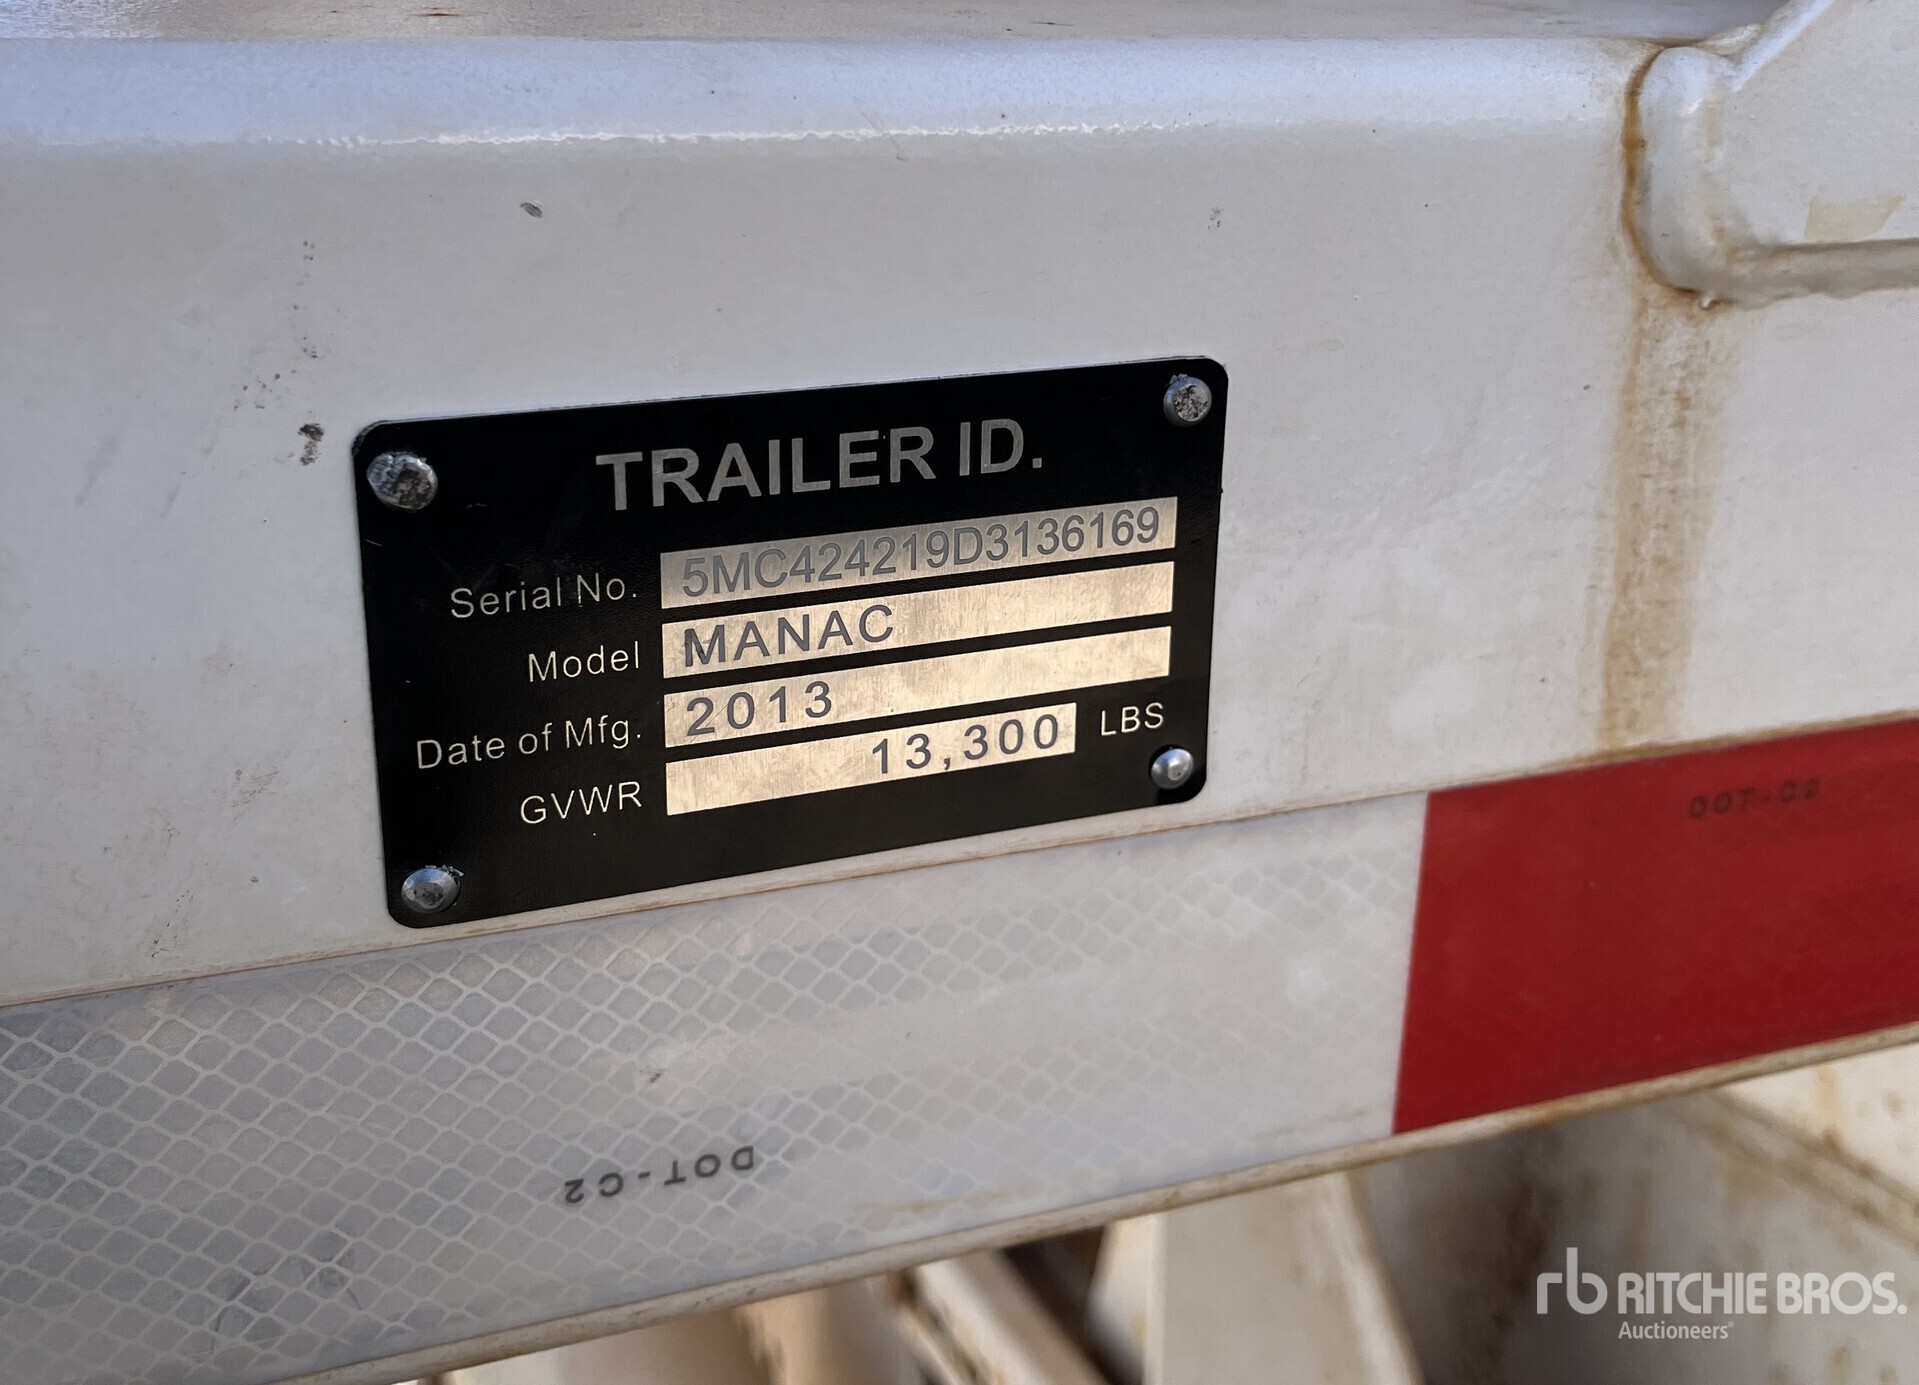 TRAILER ID.
Serial No. 5MC424219D3136169
Model MANAC
Date of Mfg. 2013
GVWR 13,300 LBS
DOT-C2
DOT-C2
rb RITCHIE BROS.
Auctioneers